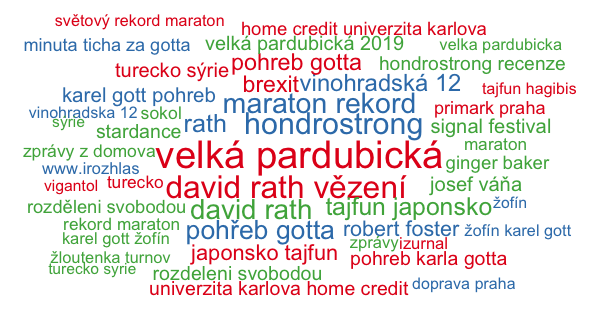 světový rekord maraton
home credit univerzita karlova
minuta ticha za gotta
velká pardubická 2019
velka pardubicka
pohreb gotta
hondrostrong recenze
turecko sýrie
brexit
vinohradská 12
tajfun hagibis
karel gott pohreb
maraton rekord
primark praha
vinohradska 12
sokol
syrie
stardance
rath
hondrostrong
signal festival
maraton
zprávy z domova
velká pardubická
ginger baker
www.irozhlas
vigantol
turecko
david rath vězení
josef váňa
rozděleni svobodou
david rath
tajfun japonsko
žofín
rekord maraton
karel gott žofín
pohřeb gotta
robert foster
žofín karel gott
zprávy
izurnal
žloutenka turnov
japonsko tajfun
pohreb karla gotta
turecko syrie
rozdeleni svobodou
univerzita karlova home credit
doprava praha